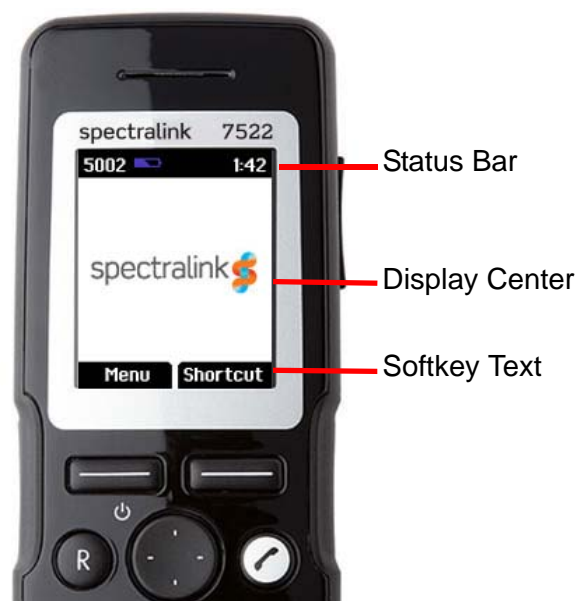 spectralink 7522
5002 1:42
Status Bar
spectralink
Display Center
Menu Shortcut
Softkey Text
R